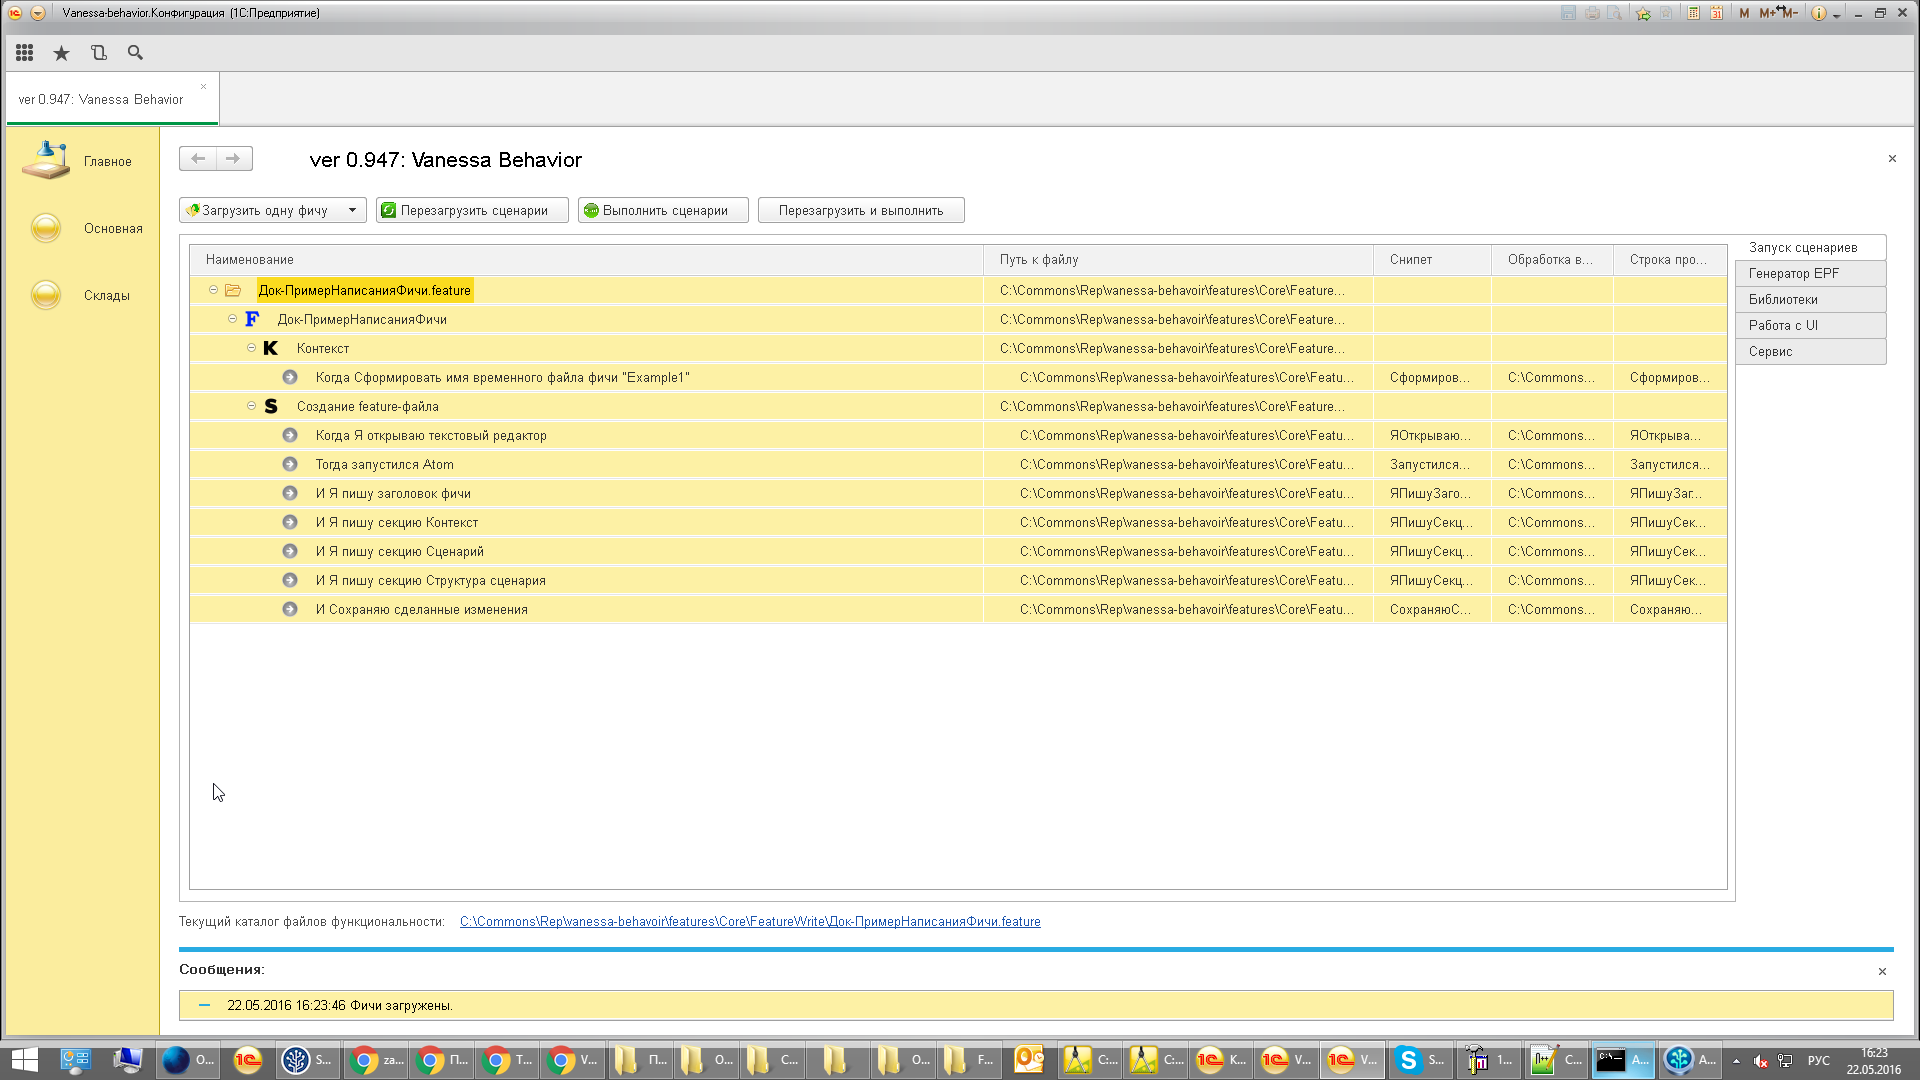 Vanessa-behavior.Конфигурация (1С:Предприятие)
M M+ M-
ver 0.947: Vanessa Behavior
Главное
Основная
Склады
ver 0.947: Vanessa Behavior
Загрузить одну фичу Перезагрузить сценарии Выполнить сценарии Перезагрузить и выполнить
Наименование Путь к файлу Снипет Обработка в... Строка про...
Док-ПримерНаписанияФичи.feature C:\Commons\Rep\vanessa-behavoir\features\Core\Feature...
F Док-ПримерНаписанияФичи C:\Commons\Rep\vanessa-behavoir\features\Core\Feature...
K Контекст C:\Commons\Rep\vanessa-behavoir\features\Core\Feature...
Когда Сформировать имя временного файла фичи "Example1" C:\Commons\Rep\vanessa-behavoir\features\Core\Featu... Сформиров... C:\Commons... Сформиров...
S Создание feature-файла C:\Commons\Rep\vanessa-behavoir\features\Core\Feature...
Когда Я открываю текстовый редактор C:\Commons\Rep\vanessa-behavoir\features\Core\Featu... ЯОткрываю... C:\Commons... ЯОткрыва...
Тогда запустился Atom C:\Commons\Rep\vanessa-behavoir\features\Core\Featu... Запустился... C:\Commons... Запустился...
И Я пишу заголовок фичи C:\Commons\Rep\vanessa-behavoir\features\Core\Featu... ЯПишуЗаго... C:\Commons... ЯПишуЗаг...
И Я пишу секцию Контекст C:\Commons\Rep\vanessa-behavoir\features\Core\Featu... ЯПишуСекц... C:\Commons... ЯПишуСек...
И Я пишу секцию Сценарий C:\Commons\Rep\vanessa-behavoir\features\Core\Featu... ЯПишуСекц... C:\Commons... ЯПишуСек...
И Я пишу секцию Структура сценария C:\Commons\Rep\vanessa-behavoir\features\Core\Featu... ЯПишуСекц... C:\Commons... ЯПишуСек...
И Сохраняю сделанные изменения C:\Commons\Rep\vanessa-behavoir\features\Core\Featu... СохраняюС... C:\Commons... Сохраняю...
Запуск сценариев
Генератор EPF
Библиотеки
Работа с UI
Сервис
Текущий каталог файлов функциональности: C:\Commons\Rep\vanessa-behavoir\features\Core\FeatureWrite\Док-ПримерНаписанияФичи.feature
Сообщения:
22.05.2016 16:23:46 Фичи загружены.
O... S... za... П... T... V... П... O... C... O... F... C:... C:... К... V... V... S... 1... C... A... A... РУС 16:23
22.05.2016